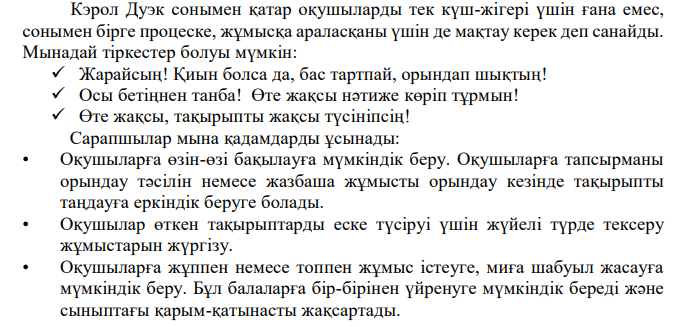 Кэрол Дуэк сонымен қатар оқушыларды тек күш-жігері үшін ғана емес,
сонымен бірге процеске, жұмысқа араласқаны үшін де мақтау керек деп санайды.
Мынадай тіркестер болуы мүмкін:
✓ Жарайсың! Қиын болса да, бас тартпай, орындап шықтың!
✓ Осы бетіңнен танба! Өте жақсы нәтиже көріп тұрмын!
✓ Өте жақсы, тақырыпты жақсы түсініпсің!
Сарапшылар мына қадамдарды ұсынады:
• Оқушыларға өзін-өзі бақылауға мүмкіндік беру. Оқушыларға тапсырманы
орындау тәсілін немесе жазбаша жұмысты орындау кезінде тақырыпты
таңдауға еркіндік беруге болады.
• Оқушылар өткен тақырыптарды еске түсіруі үшін жүйелі түрде тексеру
жұмыстарын жүргізу.
• Оқушыларға жұппен немесе топпен жұмыс істеуге, миға шабуыл жасауға
мүмкіндік беру. Бұл балаларға бір-бірінен үйренуге мүмкіндік береді және
сыныптағы қарым-қатынасты жақсартады.